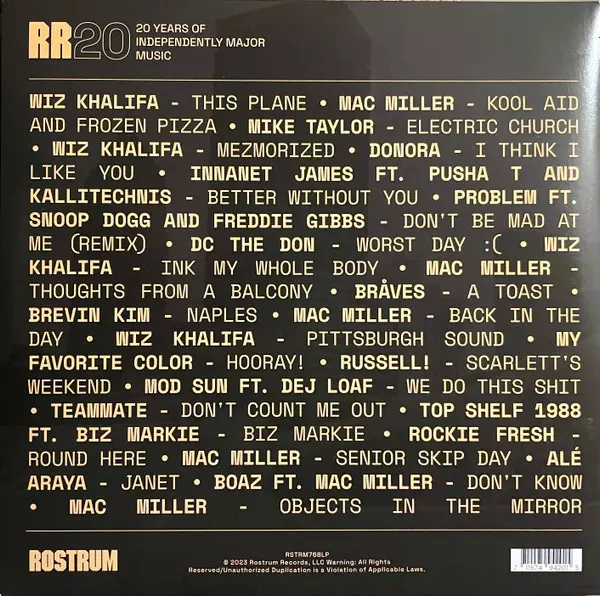 RR20 20 YEARS OF
INDEPENDENTLY MAJOR
MUSIC
WIZ KHALIFA - THIS PLANE • MAC MILLER - KOOL AID
AND FROZEN PIZZA • MIKE TAYLOR - ELECTRIC CHURCH
• WIZ KHALIFA - MEZMORIZED • DONORA - I THINK I
LIKE YOU • INNANET JAMES FT. PUSHA T AND
KALLITECHNIS - BETTER WITHOUT YOU • PROBLEM FT.
SNOOP DOGG AND FREDDIE GIBBS - DON'T BE MAD AT
ME (REMIX) • DC THE DON - WORST DAY :( • WIZ
KHALIFA - INK MY WHOLE BODY • MAC MILLER -
THOUGHTS FROM A BALCONY • BRÅVES - A TOAST •
BREVIN KIM - NAPLES • MAC MILLER - BACK IN THE
DAY • WIZ KHALIFA - PITTSBURGH SOUND • MY
FAVORITE COLOR - HOORAY! • RUSSELL! - SCARLETT'S
WEEKEND • MOD SUN FT. DEJ LOAF - WE DO THIS SHIT
• TEAMMATE - DON'T COUNT ME OUT • TOP SHELF 1988
FT. BIZ MARKIE - BIZ MARKIE • ROCKIE FRESH -
ROUND HERE • MAC MILLER - SENIOR SKIP DAY • ALÉ
ARAYA - JANET • BOAZ FT. MAC MILLER - DON'T KNOW
• MAC MILLER - OBJECTS IN THE MIRROR
ROSTRUM
RSTRM768LP
© 2023 Rostrum Records, LLC Warning: All Rights
Reserved/Unauthorized Duplication is a Violation of Applicable Laws.
7 11574 94201 5